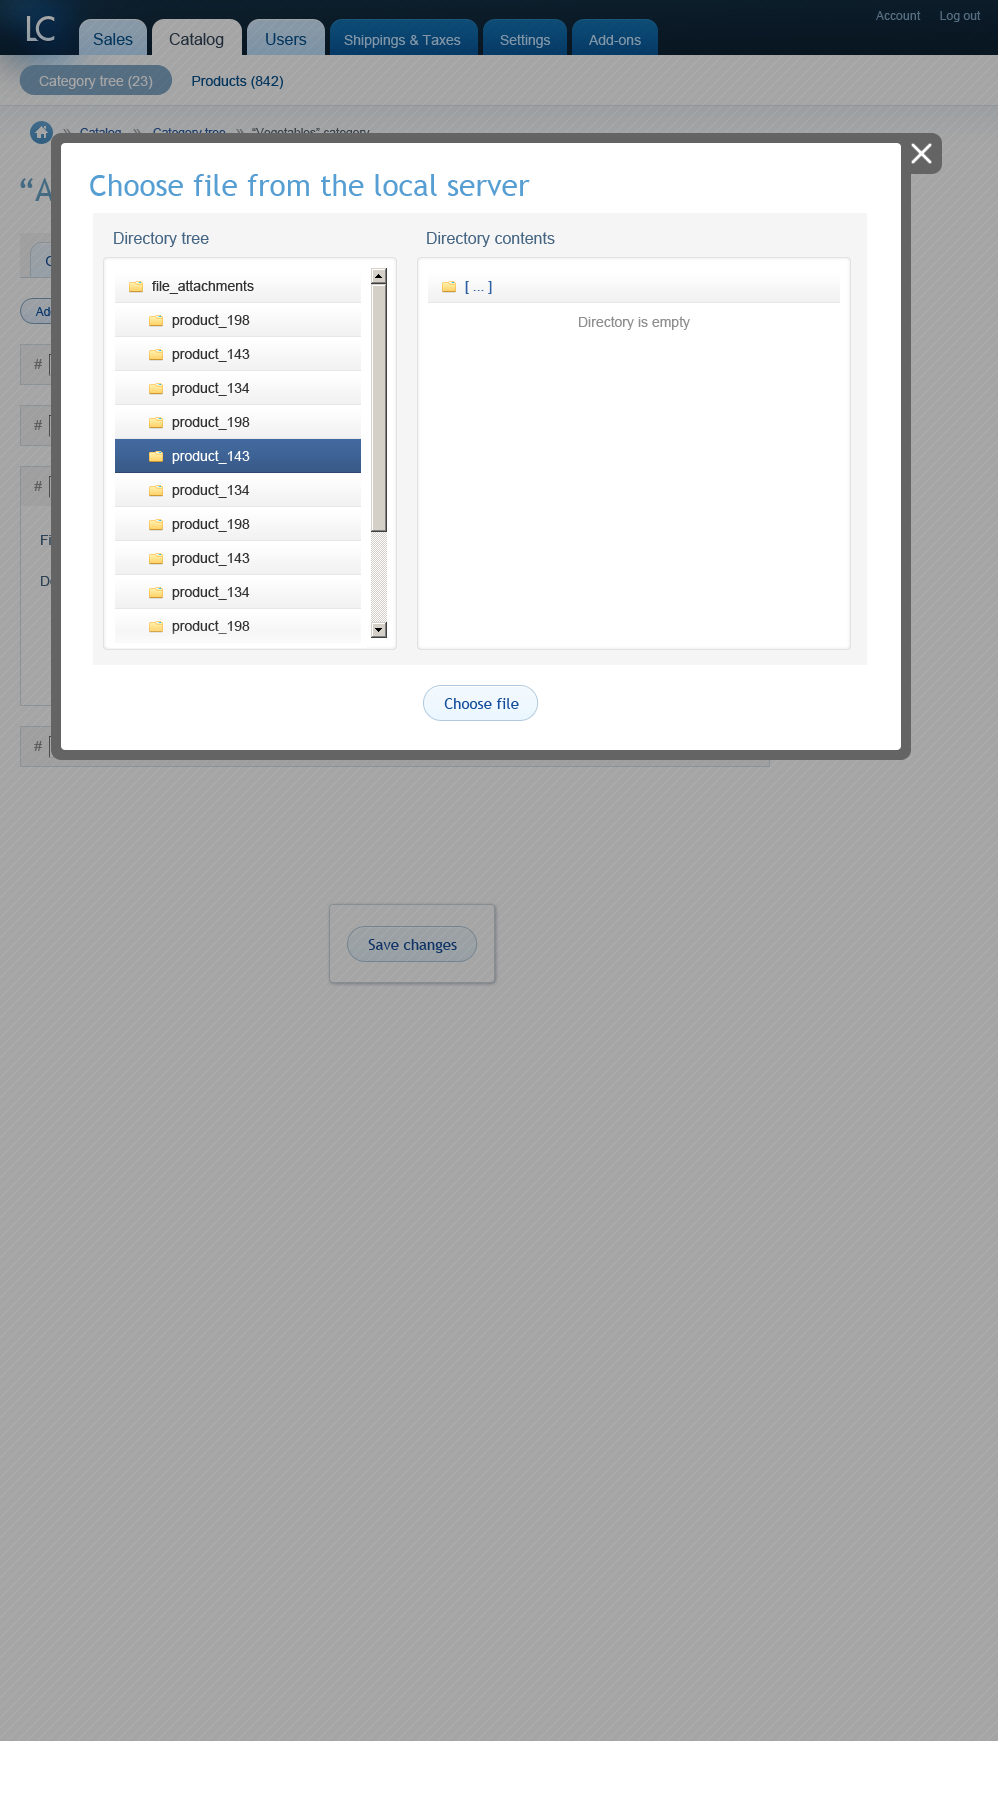 LC
Sales
Catalog
Users
Shippings & Taxes
Settings
Add-ons
Account
Log out
Category tree (23)
Products (842)
» Catalog » Category tree » “Vegetables” category
“A
Choose file from the local server
Directory tree
Directory contents
file_attachments
product_198
product_143
product_134
product_198
product_143
product_134
product_198
product_143
product_134
product_198
[ ... ]
Directory is empty
Choose file
#
#
#
#
Save changes